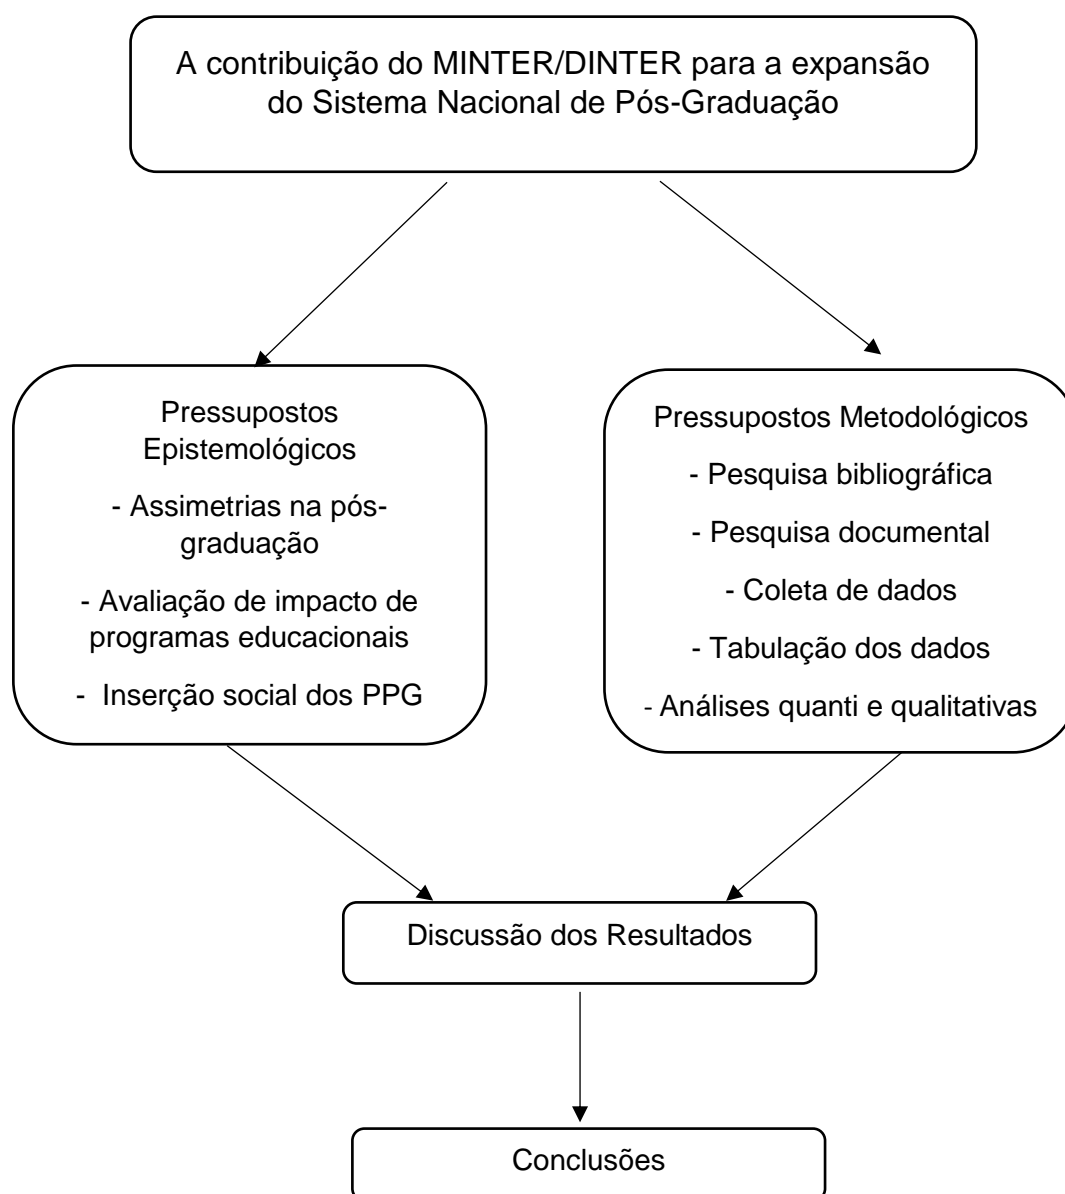 A contribuição do MINTER/DINTER para a expansão
do Sistema Nacional de Pós-Graduação
Pressupostos
Epistemológicos
- Assimetrias na pós-
graduação
- Avaliação de impacto de
programas educacionais
- Inserção social dos PPG
Pressupostos Metodológicos
- Pesquisa bibliográfica
- Pesquisa documental
- Coleta de dados
- Tabulação dos dados
- Análises quanti e qualitativas
Discussão dos Resultados
Conclusões